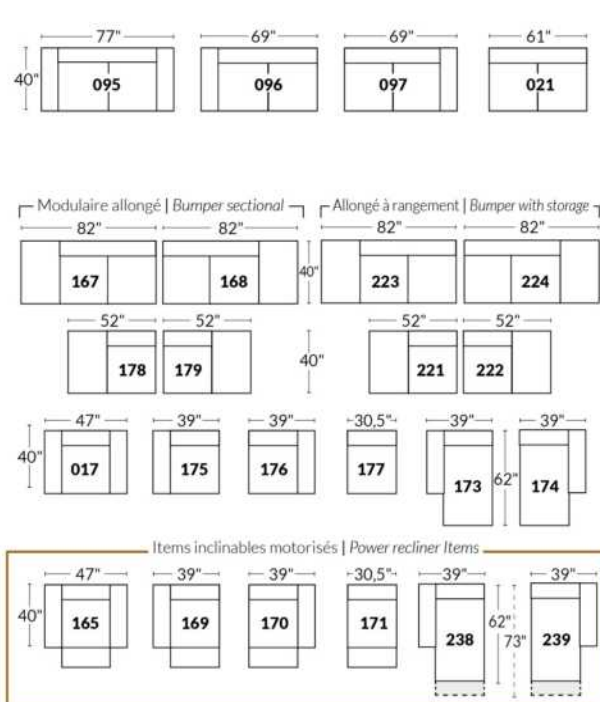 77" 69" 69" 61"
40"
095 096 097 021
Modulaire allongé | Bumper sectional Allongé à rangement | Bumper with storage
82" 82" 82" 82"
167 168 40" 223 224
52" 52" 52" 52"
178 179 40" 221 222
47" 39" 39" 30,5" 39" 39"
40" 017 175 176 177 173 62" 174
Items inclinables motorisés | Power recliner Items
47" 39" 39" 30,5" 39" 39"
40" 165 169 170 171 238 62" 73" 239